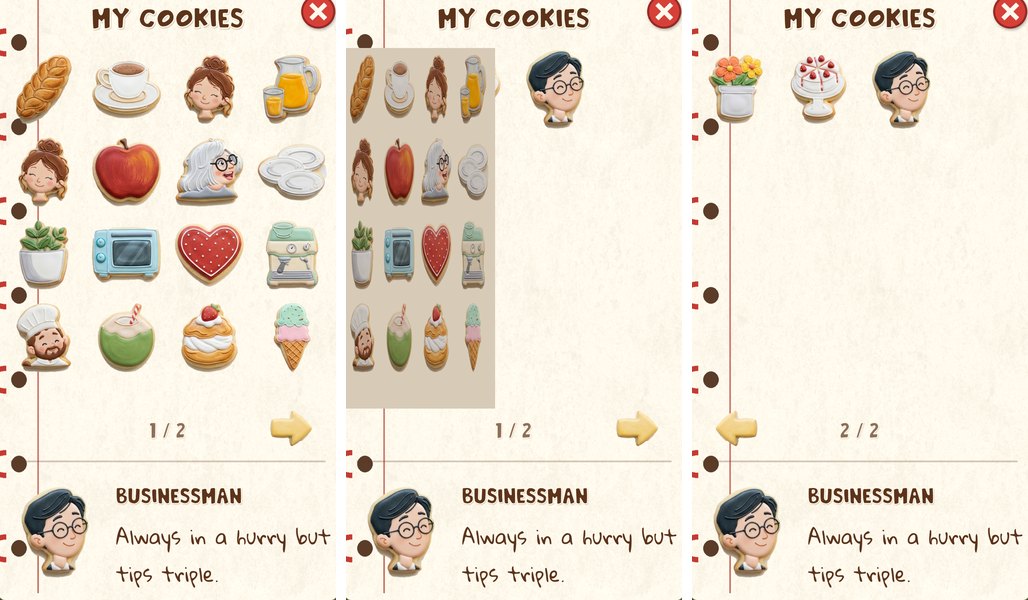 MY COOKIES
1 / 2
BUSINESSMAN
Always in a hurry but
tips triple.
MY COOKIES
1 / 2
BUSINESSMAN
Always in a hurry but
tips triple.
MY COOKIES
2 / 2
BUSINESSMAN
Always in a hurry but
tips triple.